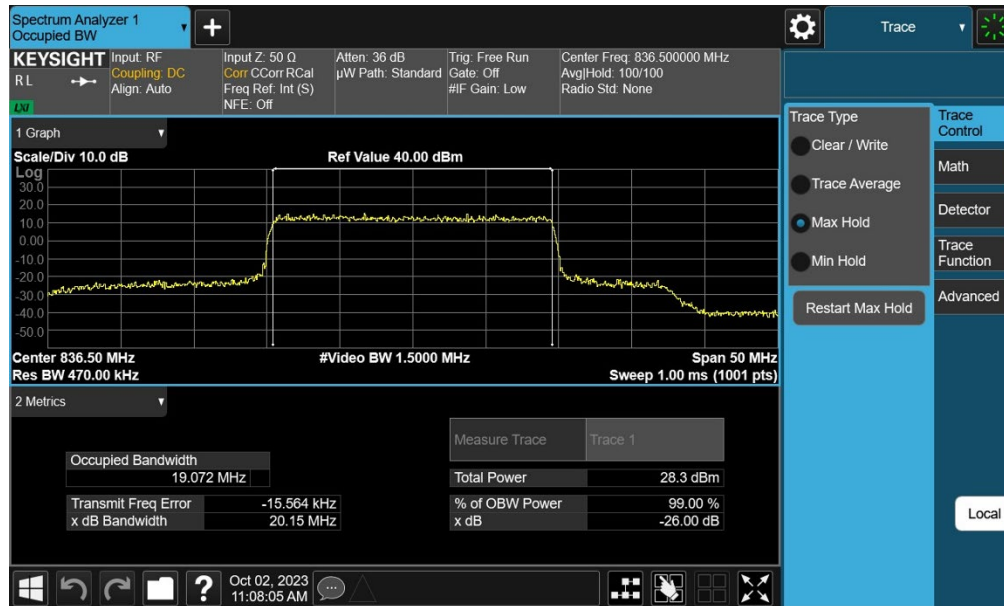 Spectrum Analyzer 1
Occupied BW
+
Trace
KEYSIGHT
R L
LXI
Input: RF
Coupling: DC
Align: Auto
Input Z: 50 Ω
Corr CCorr RCal
Freq Ref: Int (S)
NFE: Off
Atten: 36 dB
µW Path: Standard
Trig: Free Run
Gate: Off
#IF Gain: Low
Center Freq: 836.500000 MHz
Avg|Hold: 100/100
Radio Std: None
1 Graph
Scale/Div 10.0 dB
Ref Value 40.00 dBm
Log
30.0
20.0
10.0
0.00
-10.0
-20.0
-30.0
-40.0
-50.0
Center 836.50 MHz
#Video BW 1.5000 MHz
Span 50 MHz
Res BW 470.00 kHz
Sweep 1.00 ms (1001 pts)
2 Metrics
Measure Trace Trace 1
Occupied Bandwidth
19.072 MHz
Total Power 28.3 dBm
Transmit Freq Error -15.564 kHz
% of OBW Power 99.00 %
x dB Bandwidth 20.15 MHz
x dB -26.00 dB
Trace Type
Clear / Write
Trace Average
Max Hold
Min Hold
Restart Max Hold
Trace
Control
Math
Detector
Trace
Function
Advanced
Local
?
Oct 02, 2023
11:08:05 AM